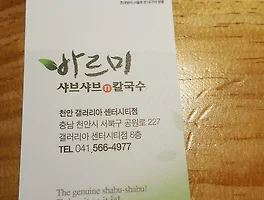 바르미
샤브샤브n칼국수
천안 갤러리아 센터시티점
충남 천안시 서북구 공원로 227
갤러리아 센터시티점 8층
TEL 041.566-4977
The genuine shabu-shabu!